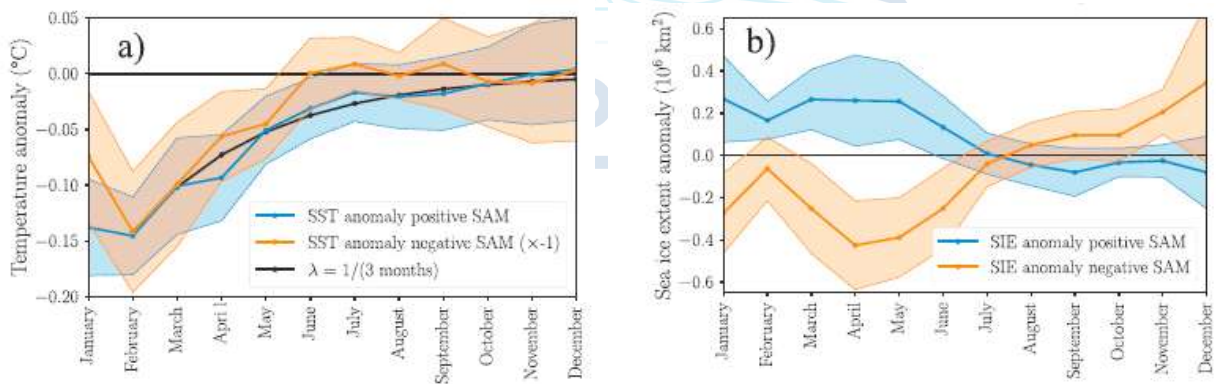 a)
Temperature anomaly (°C)
0.05
0.00
−0.05
−0.10
−0.15
−0.20
SST anomaly positive SAM
SST anomaly negative SAM (×-1)
λ = 1/(3 months)
January
February
March
April
May
June
July
August
September
October
November
December
b)
Sea ice extent anomaly (10⁶ km²)
0.6
0.4
0.2
0.0
−0.2
−0.4
−0.6
SIE anomaly positive SAM
SIE anomaly negative SAM
January
February
March
April
May
June
July
August
September
October
November
December